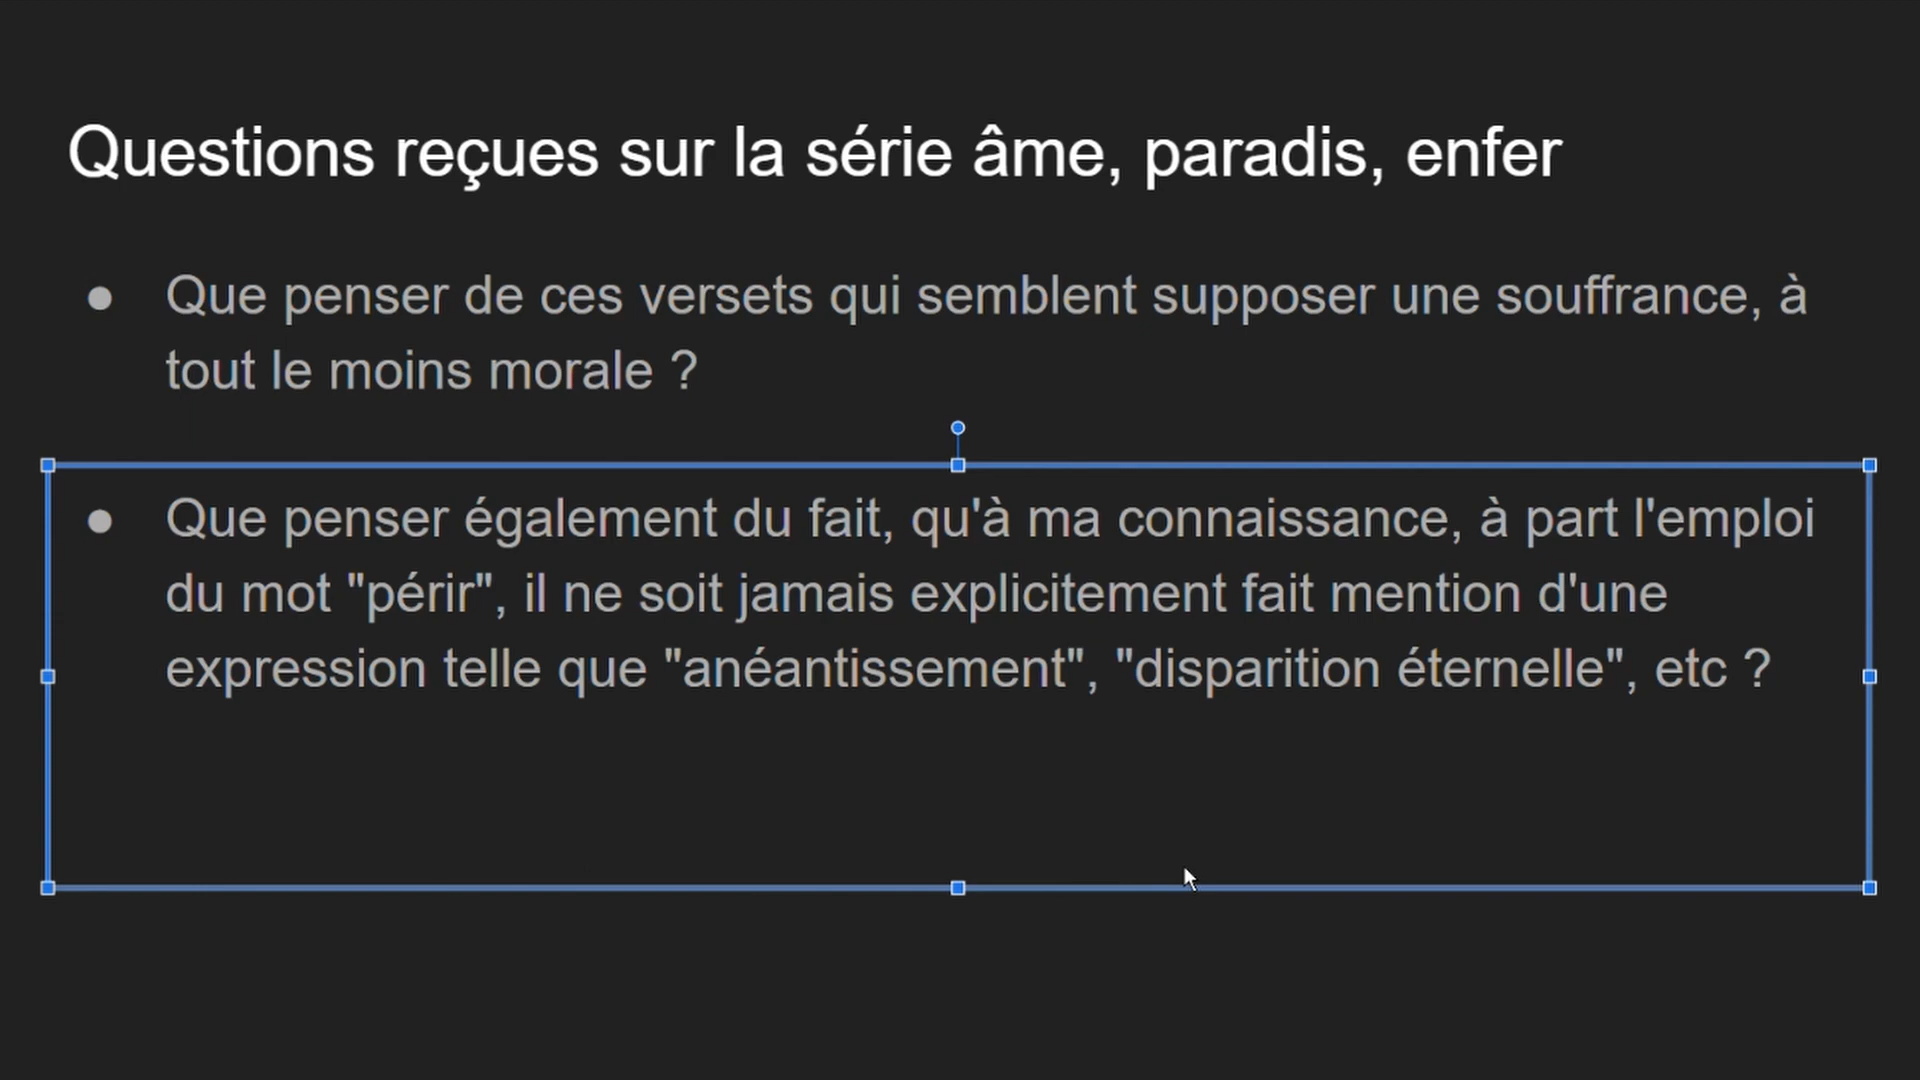 Questions reçues sur la série âme, paradis, enfer
● Que penser de ces versets qui semblent supposer une souffrance, à
tout le moins morale ?
● Que penser également du fait, qu'à ma connaissance, à part l'emploi
du mot "périr", il ne soit jamais explicitement fait mention d'une
expression telle que "anéantissement", "disparition éternelle", etc ?